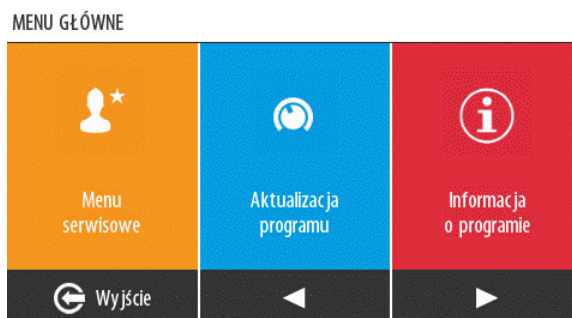 MENU GŁÓWNE
Menu
serwisowe
Aktualizacja
programu
Informacja
o programie
Wyjście